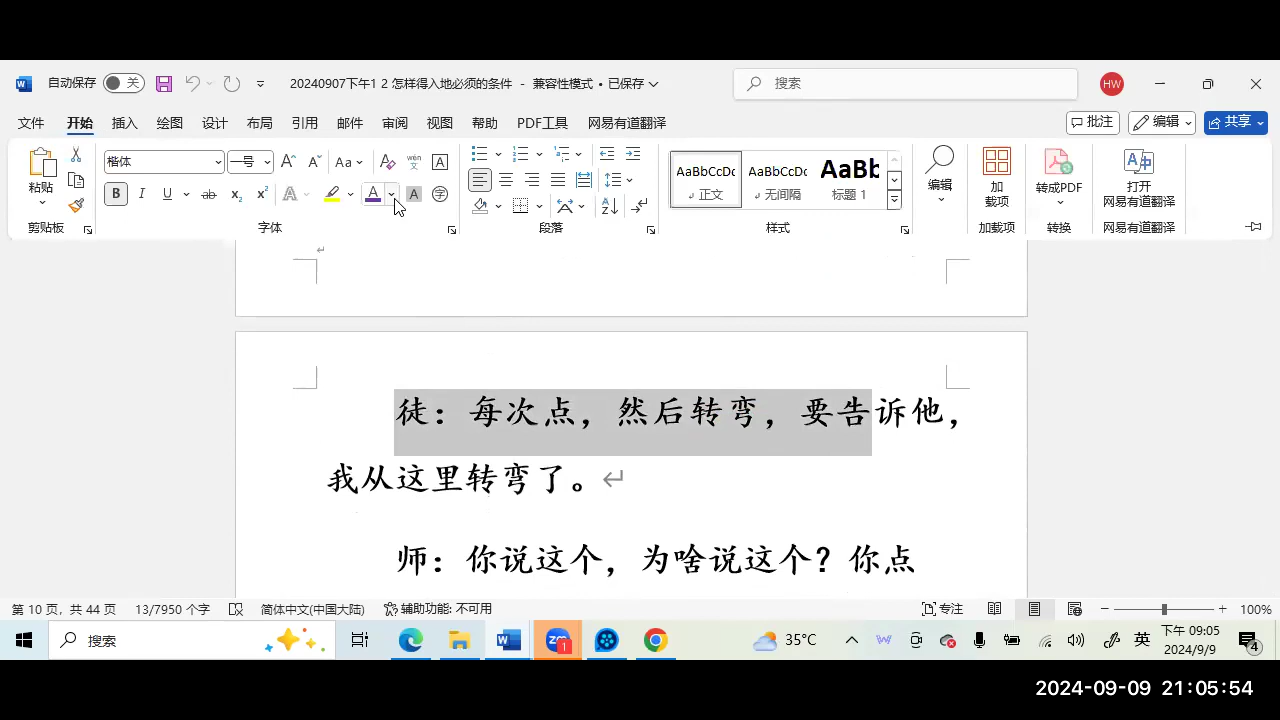 自动保存 关 20240907下午1 2 怎样得入地必须的条件 - 兼容性模式 • 已保存 搜索 HW
文件 开始 插入 绘图 设计 布局 引用 邮件 审阅 视图 帮助 PDF工具 网易有道翻译 批注 编辑 共享
粘贴 楷体 一号 Aa wén 文 A AaBbCcDc AaBbCcDc AaBb 编辑 加载项 转成PDF 打开 网易有道翻译
B I U ab x₂ x² A A A 字 正文 无间隔 标题 1
剪贴板 字体 段落 样式 加载项 转换 网易有道翻译
徒：每次点，然后转弯，要告诉他，
我从这里转弯了。
师：你说这个，为啥说这个？你点
第 10 页，共 44 页 13/7950 个字 简体中文(中国大陆) 辅助功能: 不可用 专注 100%
搜索 35°C 英 下午 09:05
2024/9/9 4
2024-09-09 21:05:54